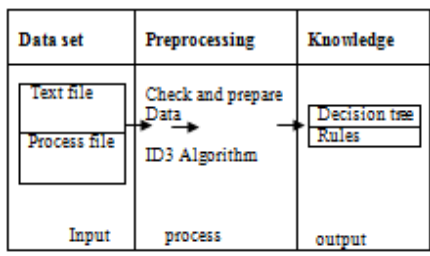 Data set
Preprocessing
Knowledge
Text file
Process file
Input
Check and prepare
Data
ID3 Algorithm
process
Decision tree
Rules
output